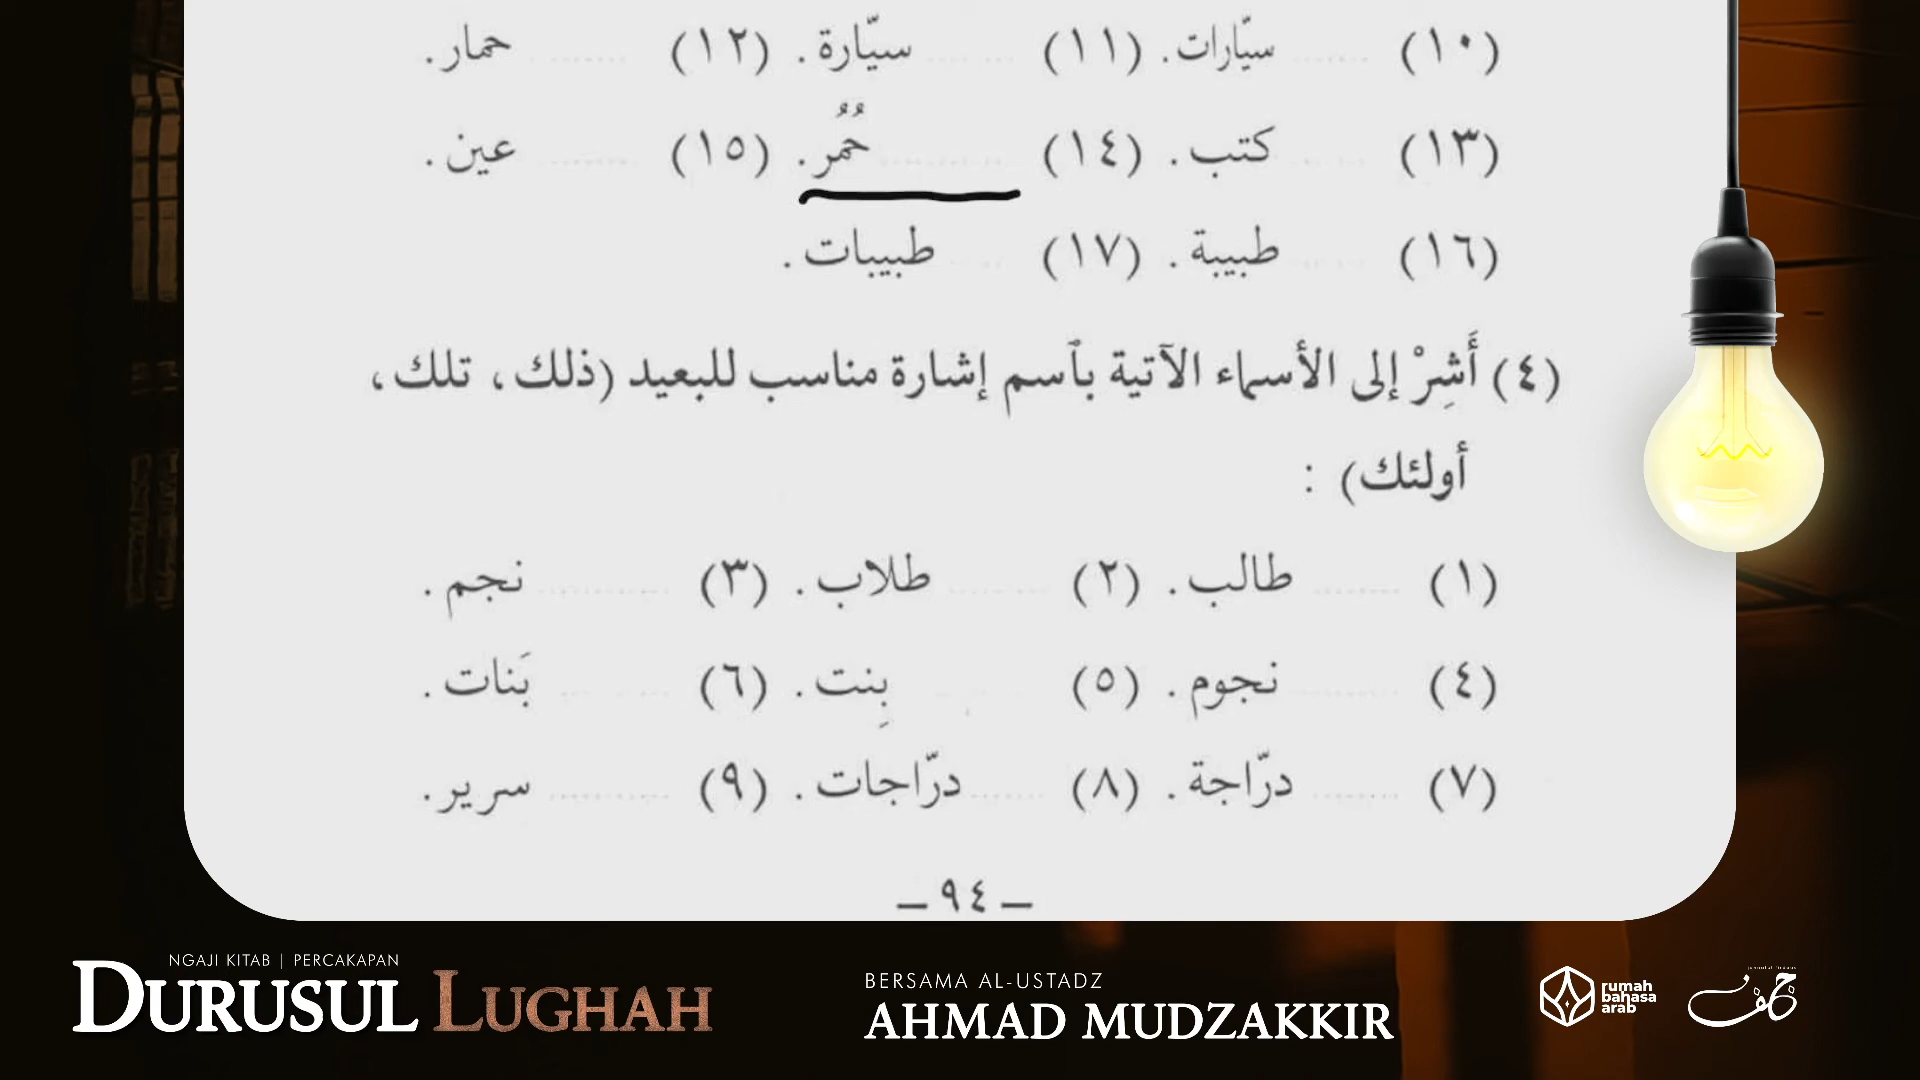 (١٠) ........ سيّارات. (١١) ........ سيّارة. (١٢) ........ حمار.
(١٣) ........ كتب. (١٤) ........ حُمُر. (١٥) ........ عين.
(١٦) ........ طبيبة. (١٧) ........ طبيبات.
(٤) أَشِرْ إلى الأسماء الآتية بٱسم إشارة مناسب للبعيد (ذلك، تلك،
أولئك) :
(١) ........ طالب. (٢) ........ طلاب. (٣) ........ نجم.
(٤) ........ نجوم. (٥) ........ بِنت. (٦) ........ بَنات.
(٧) ........ درّاجة. (٨) ........ درّاجات. (٩) ........ سرير.
– ٩٤ –
NGAJI KITAB | PERCAKAPAN
DURUSUL LUGHAH
BERSAMA AL-USTADZ
AHMAD MUDZAKKIR
rumah
bahasa
arab